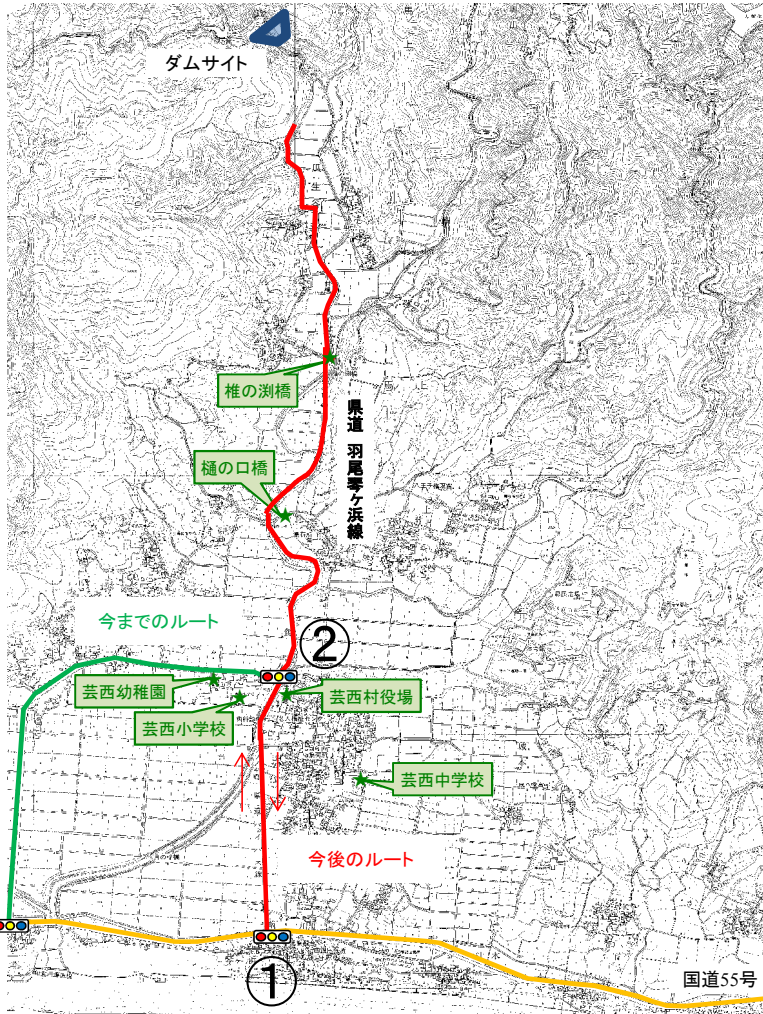 ダムサイト
瓜生
椎の渕橋
県道 羽尾琴ヶ浜線
樋の口橋
今までのルート
②
芸西幼稚園
芸西村役場
芸西小学校
芸西中学校
今後のルート
①
国道55号